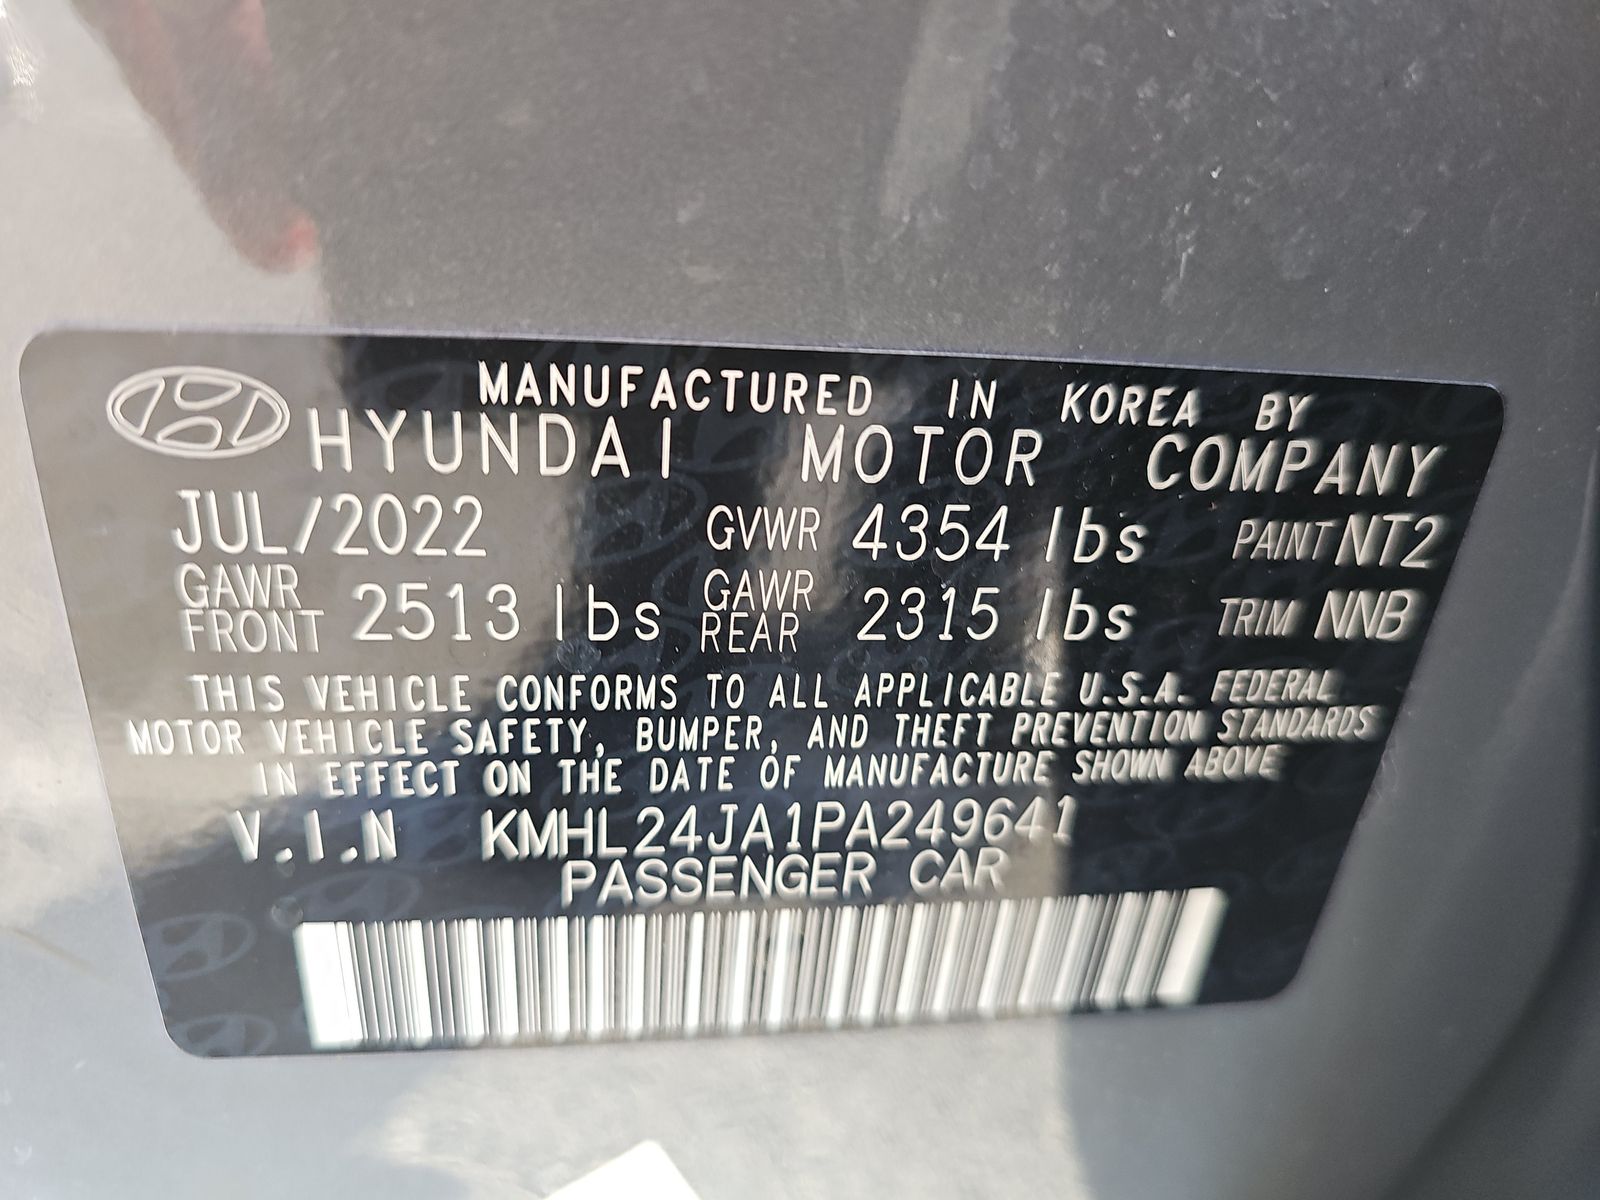 MANUFACTURED IN KOREA BY
HYUNDAI MOTOR COMPANY
JUL/2022 GVWR 4354 lbs PAINT NT2
GAWR FRONT 2513 lbs GAWR REAR 2315 lbs TRIM NNB
THIS VEHICLE CONFORMS TO ALL APPLICABLE U.S.A. FEDERAL
MOTOR VEHICLE SAFETY, BUMPER, AND THEFT PREVENTION STANDARDS
IN EFFECT ON THE DATE OF MANUFACTURE SHOWN ABOVE
V.I.N KMHL24JA1PA249641
PASSENGER CAR